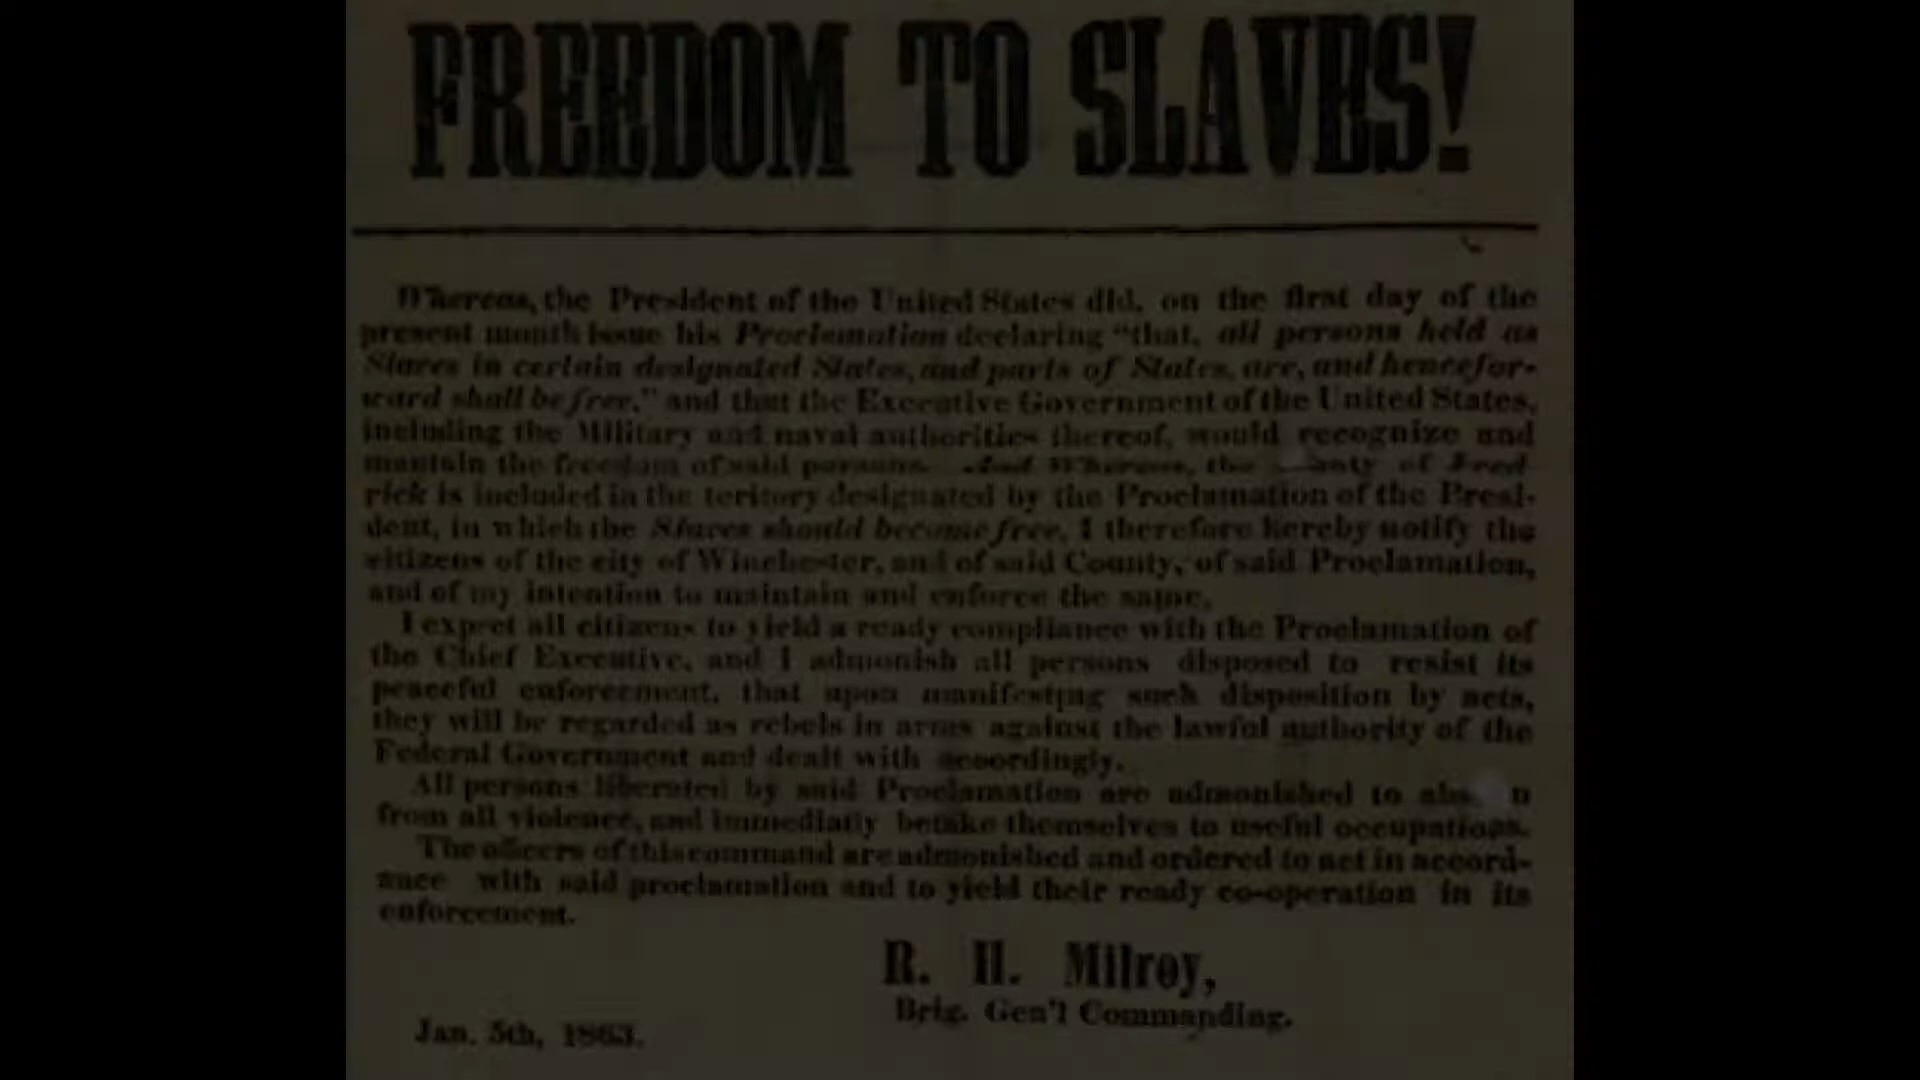 FREEDOM TO SLAVES!
Whereas, the President of the United States did, on the first day of the
present month issue his Proclamation declaring "that, all persons held as
Slaves in certain designated States, and parts of States, are, and hencefor-
ward shall be free," and that the Executive Government of the United States,
including the Military and naval authorities thereof, would recognize and
mantain the freedom of said persons. And Whereas, the of Fred
rick is included in the teritory designated by the Proclamation of the Presi-
dent, in which the Slaves should become free, I therefore hereby notify the
citizens of the city of Winchester, and of said County, of said Proclamation,
and of my intention to maintain and enforce the same.
I expect all citizens to yield a ready compliance with the Proclamation of
the Chief Executive, and I admonish all persons disposed to resist its
peaceful enforcement, that upon manifesting such disposition by acts,
they will be regarded as rebels in arms against the lawful authority of the
Federal Government and dealt with accordingly.
All persons liberated by said Proclamation are admonished to
from all violence, and immediatly betake themselves to useful occupations.
The officers of this command are admonished and ordered to act in accord-
ance with said proclamation and to yield their ready co-operation in its
enforcement.
R. H. Milroy,
Brig. Gen'l Commanding.
Jan. 5th, 1863.